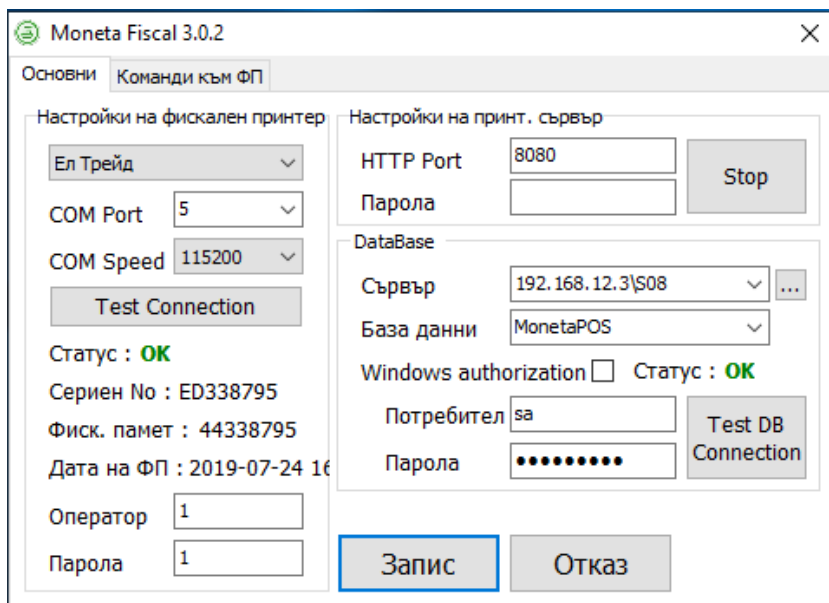 Moneta Fiscal 3.0.2
Основни
Команди към ФП
Настройки на фискален принтер
Ел Трейд
COM Port
5
COM Speed
115200
Test Connection
Статус : OK
Сериен No : ED338795
Фиск. памет : 44338795
Дата на ФП : 2019-07-24 16
Оператор
1
Парола
1
Настройки на принт. сървър
HTTP Port
8080
Парола
Stop
DataBase
Сървър
192.168.12.3\S08
...
База данни
MonetaPOS
Windows authorization
Статус : OK
Потребител
sa
Парола
•••••••••
Test DB
Connection
Запис
Отказ